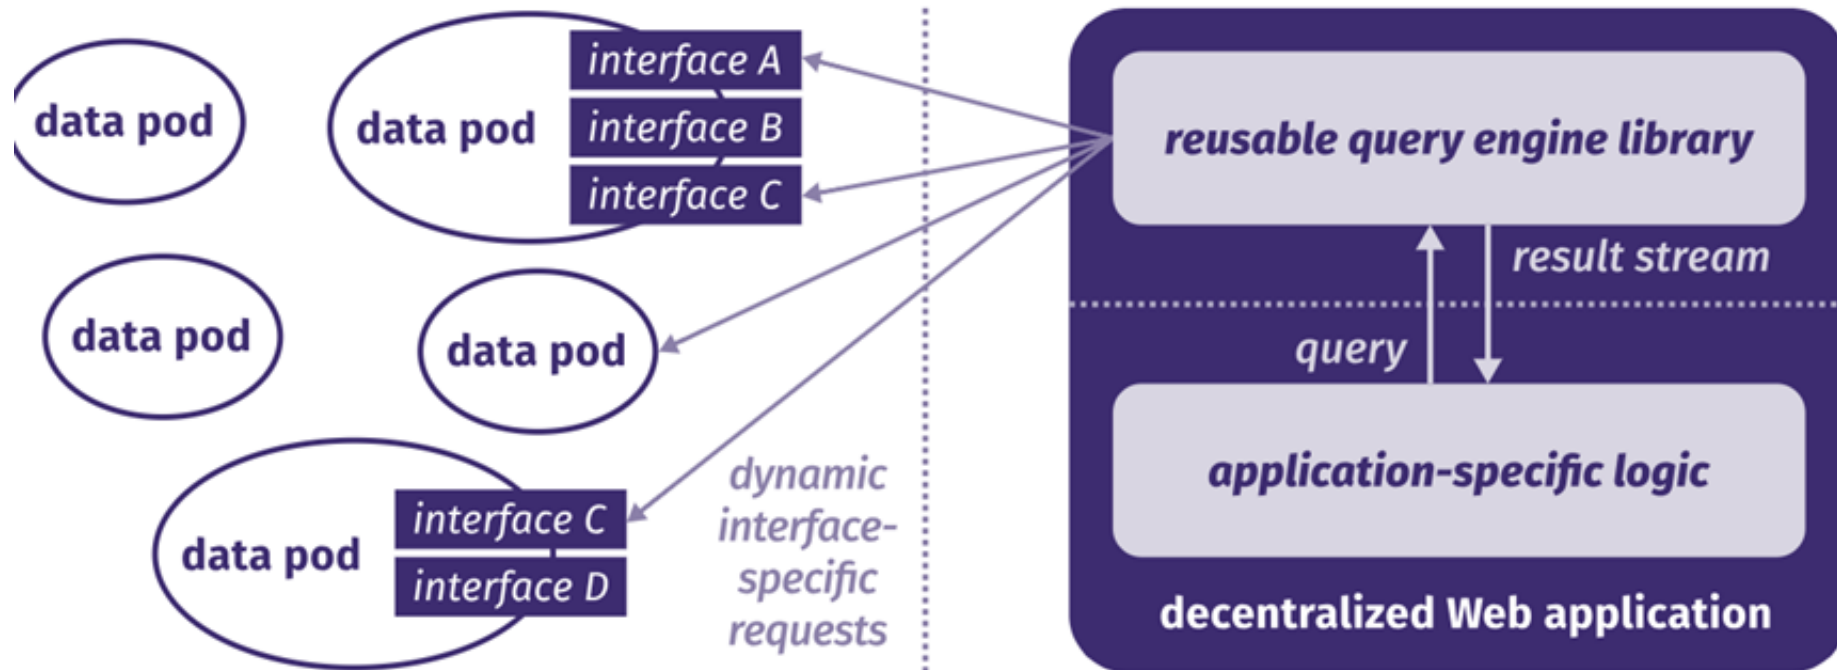 data pod
data pod
interface A
interface B
interface C
data pod
data pod
data pod
interface C
interface D
dynamic
interface-
specific
requests
reusable query engine library
result stream
query
application-specific logic
decentralized Web application